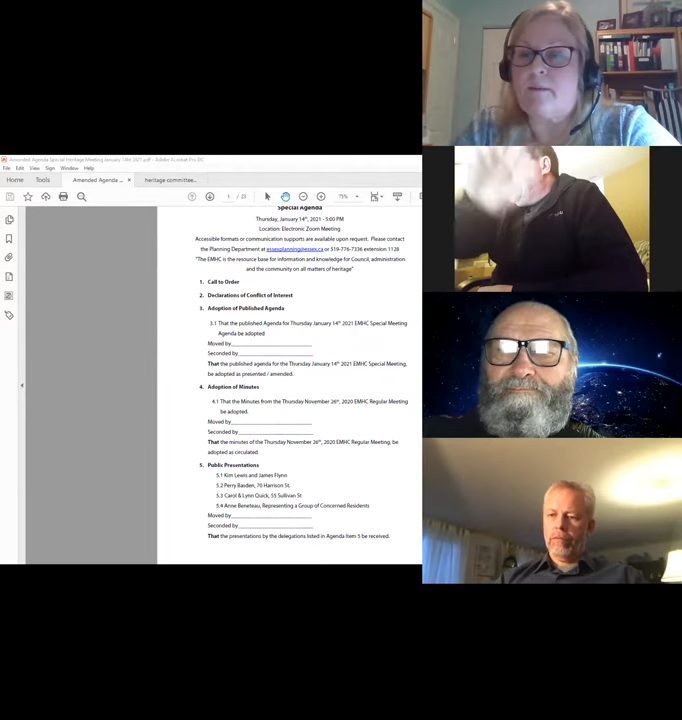 Amended Agenda Special Heritage Meeting January 14th 2021.pdf - Adobe Acrobat Pro DC
File Edit View Sign Window Help
Home Tools Amended Agenda ... × heritage committee...
1 / 23 75%
Special Agenda
Thursday, January 14th, 2021 - 5:00 PM
Location: Electronic Zoom Meeting
Accessible formats or communication supports are available upon request. Please contact
the Planning Department at essexplanning@essex.ca or 519-776-7336 extension 1128
"The EMHC is the resource base for information and knowledge for Council, administration
and the community on all matters of heritage"
1. Call to Order
2. Declarations of Conflict of Interest
3. Adoption of Published Agenda
3.1 That the published Agenda for Thursday January 14th 2021 EMHC Special Meeting
Agenda be adopted
Moved by____________________
Seconded by____________________
That the published agenda for the Thursday January 14th 2021 EMHC Special Meeting,
be adopted as presented / amended.
4. Adoption of Minutes
4.1 That the Minutes from the Thursday November 26th, 2020 EMHC Regular Meeting
be adopted.
Moved by____________________
Seconded by____________________
That the minutes of the Thursday November 26th, 2020 EMHC Regular Meeting, be
adopted as circulated.
5. Public Presentations
5.1 Kim Lewis and James Flynn
5.2 Perry Basden, 70 Harrison St.
5.3 Carol & Lynn Quick, 55 Sullivan St
5.4 Anne Beneteau, Representing a Group of Concerned Residents
Moved by____________________
Seconded by____________________
That the presentations by the delegations listed in Agenda Item 5 be received.